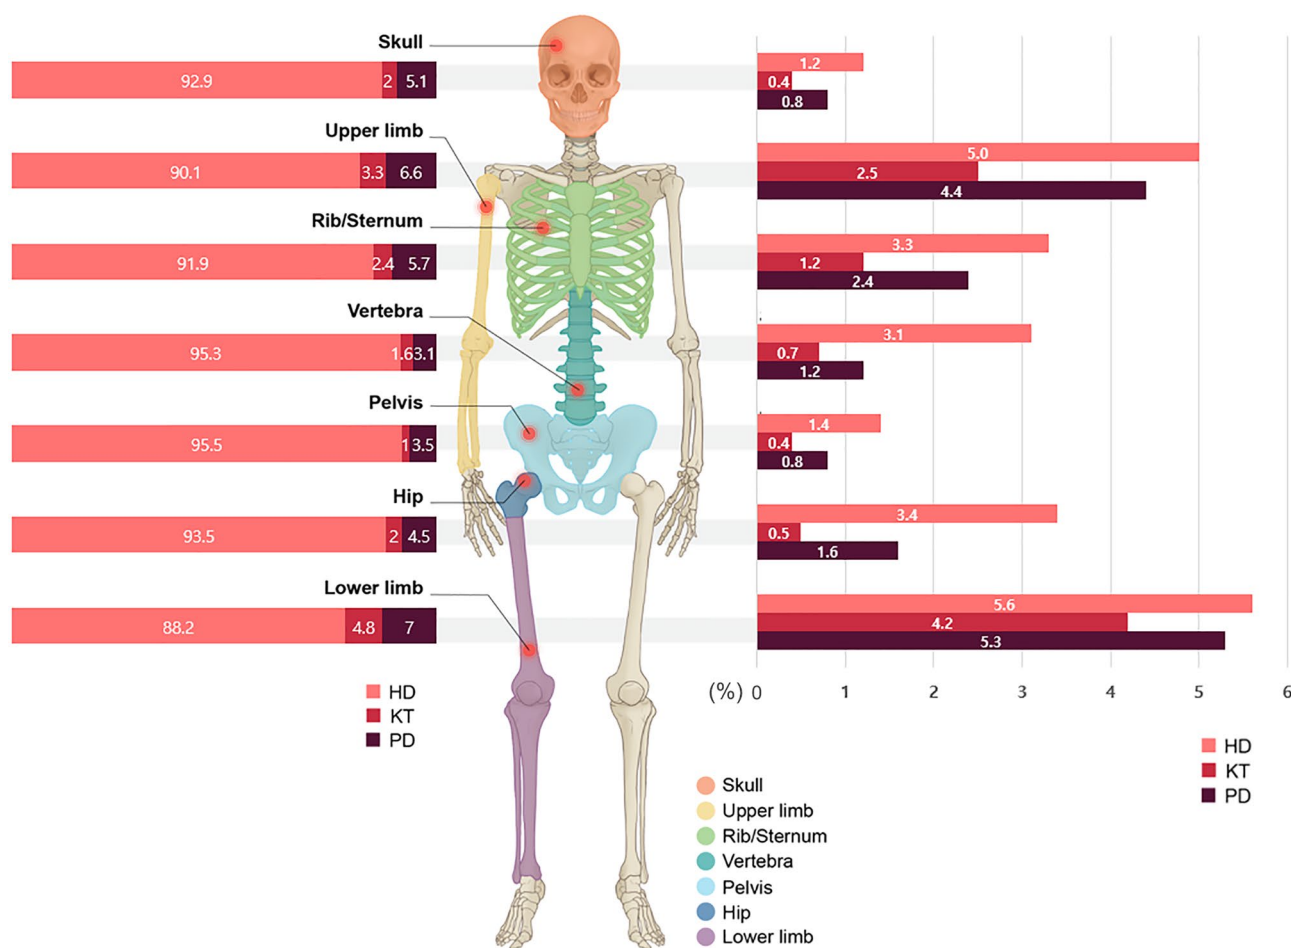 Skull
92.9 2 5.1
1.2
0.4
0.8
Upper limb
90.1 3.3 6.6
5.0
2.5
4.4
Rib/Sternum
91.9 2.4 5.7
3.3
1.2
2.4
Vertebra
95.3 1.6 3.1
3.1
0.7
1.2
Pelvis
95.5 1 3.5
1.4
0.4
0.8
Hip
93.5 2 4.5
3.4
0.5
1.6
Lower limb
88.2 4.8 7
5.6
4.2
5.3
(%) 0 1 2 3 4 5 6
HD
KT
PD
HD
KT
PD
Skull
Upper limb
Rib/Sternum
Vertebra
Pelvis
Hip
Lower limb